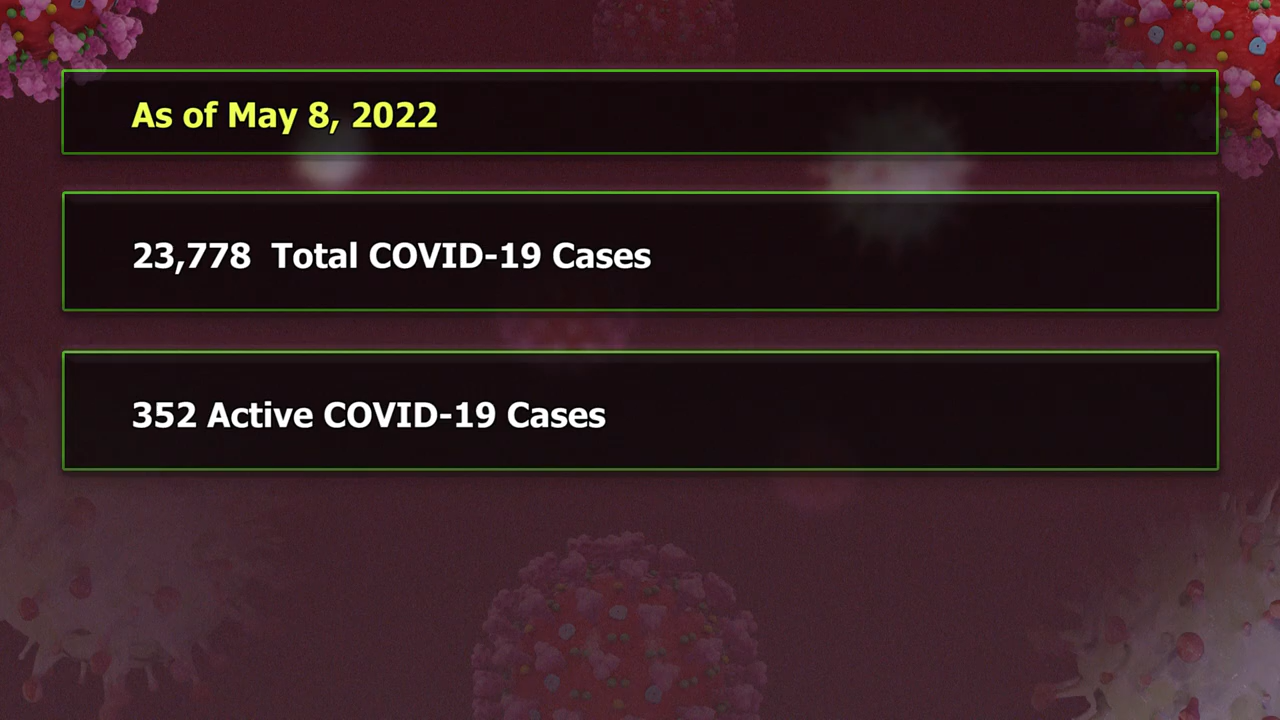 As of May 8, 2022
23,778  Total COVID-19 Cases
352 Active COVID-19 Cases